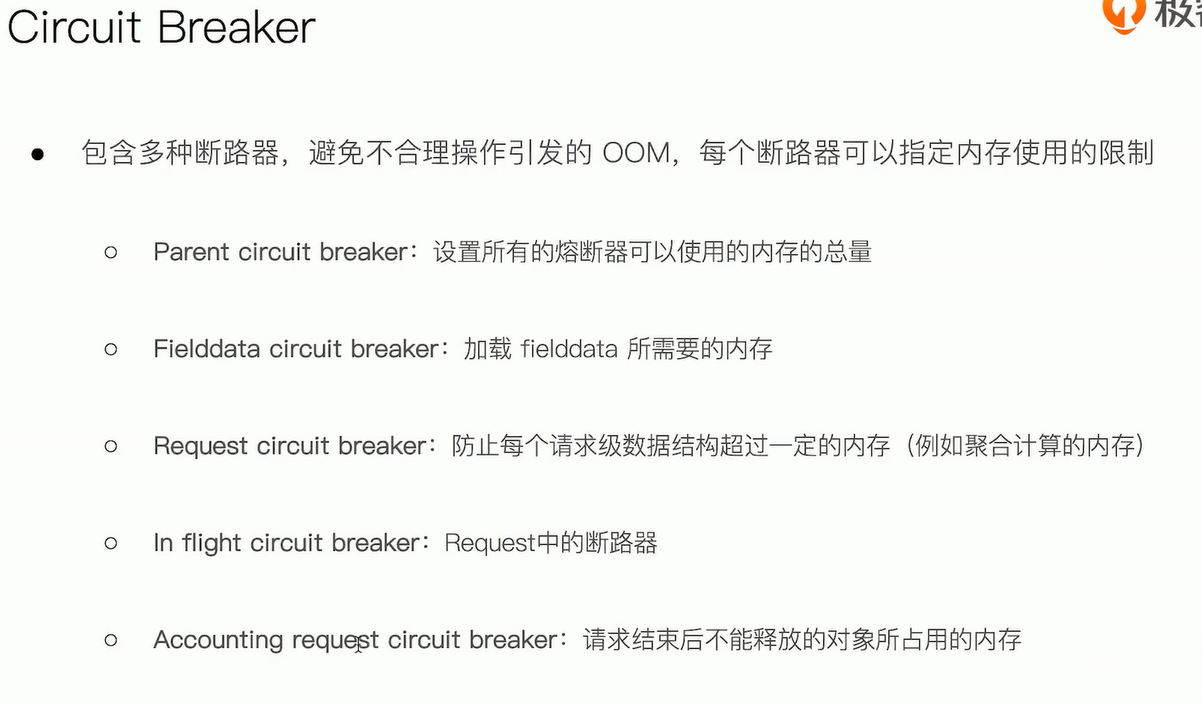 Circuit Breaker
极
包含多种断路器，避免不合理操作引发的 OOM，每个断路器可以指定内存使用的限制
Parent circuit breaker：设置所有的熔断器可以使用的内存的总量
Fielddata circuit breaker：加载 fielddata 所需要的内存
Request circuit breaker：防止每个请求级数据结构超过一定的内存（例如聚合计算的内存）
In flight circuit breaker：Request中的断路器
Accounting request circuit breaker：请求结束后不能释放的对象所占用的内存